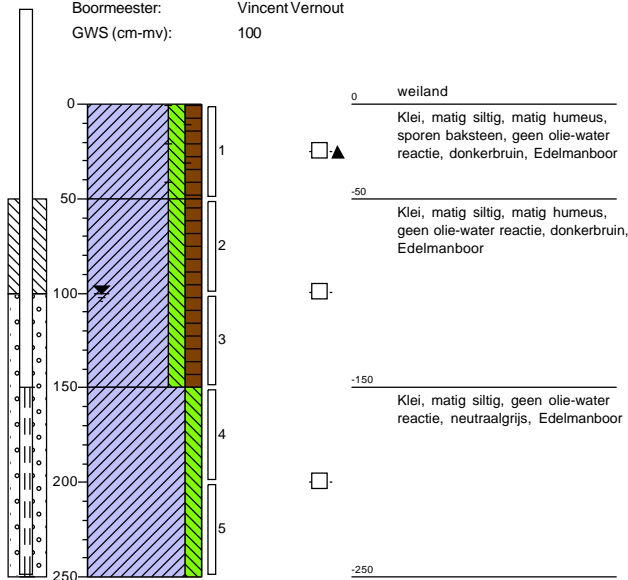 Boormeester: Vincent Vernout
GWS (cm-mv): 100
0
50
100
150
200
250
1
2
3
4
5
0 weiland
Klei, matig siltig, matig humeus,
sporen baksteen, geen olie-water
reactie, donkerbruin, Edelmanboor
-50
Klei, matig siltig, matig humeus,
geen olie-water reactie, donkerbruin,
Edelmanboor
-150
Klei, matig siltig, geen olie-water
reactie, neutraalgrijs, Edelmanboor
-250